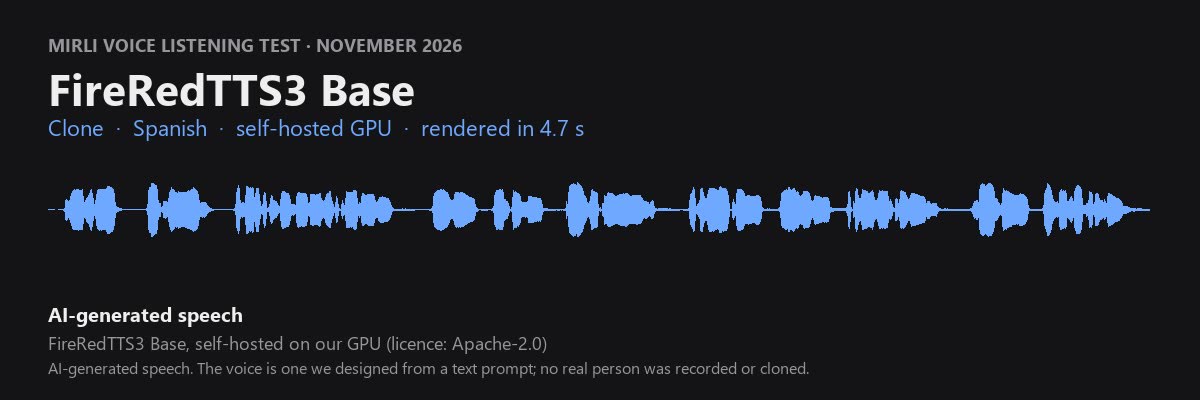 MIRLI VOICE LISTENING TEST · NOVEMBER 2026
FireRedTTS3 Base
Clone · Spanish · self-hosted GPU · rendered in 4.7 s
AI-generated speech
FireRedTTS3 Base, self-hosted on our GPU (licence: Apache-2.0)
AI-generated speech. The voice is one we designed from a text prompt; no real person was recorded or cloned.